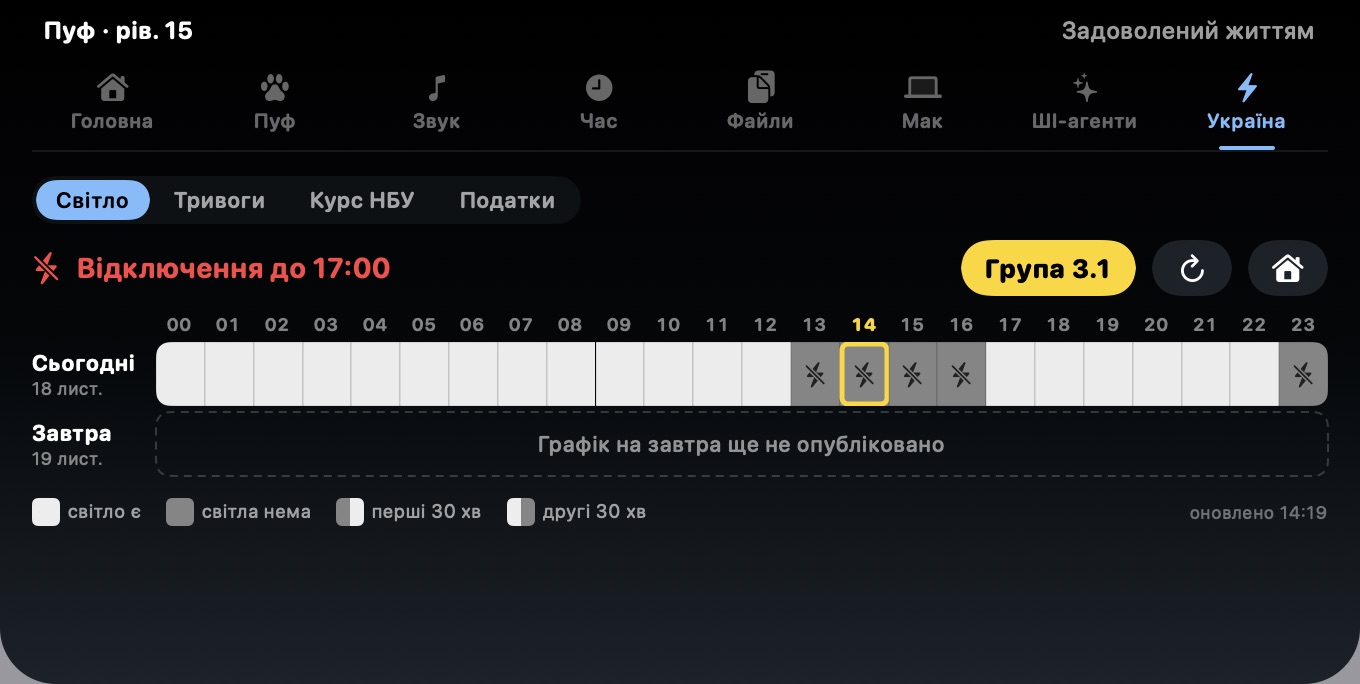 Пуф · рів. 15
Задоволений життям
Головна Пуф Звук Час Файли Мак ШІ-агенти Україна
Світло Тривоги Курс НБУ Податки
Відключення до 17:00
Група 3.1
00 01 02 03 04 05 06 07 08 09 10 11 12 13 14 15 16 17 18 19 20 21 22 23
Сьогодні
18 лист.
Завтра
19 лист.
Графік на завтра ще не опубліковано
світло є світла нема перші 30 хв другі 30 хв
оновлено 14:19